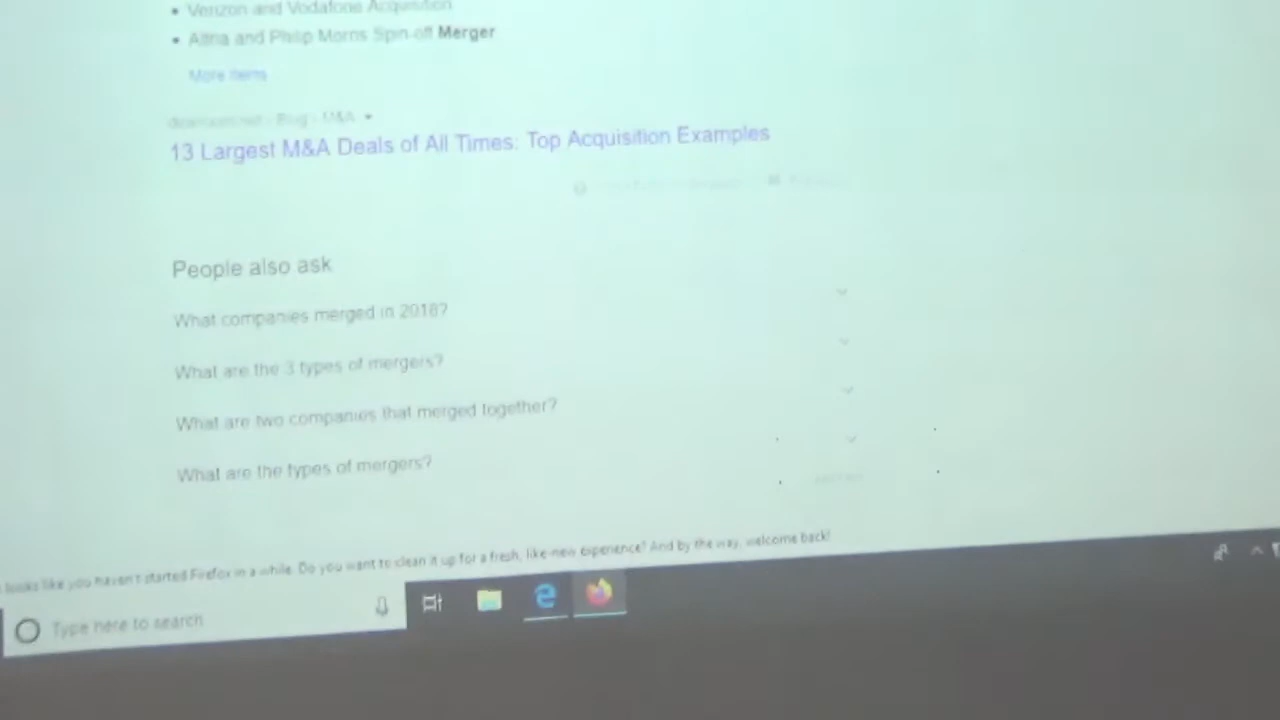 Verizon and Vodafone Acquisition
Altria and Philip Morris Spin-off Merger
More items
Blog › M&A
13 Largest M&A Deals of All Times: Top Acquisition Examples
People also ask
What companies merged in 2018?
What are the 3 types of mergers?
What are two companies that merged together?
What are the types of mergers?
looks like you haven't started Firefox in a while. Do you want to clean it up for a fresh, like-new experience? And by the way, welcome back!
Type here to search